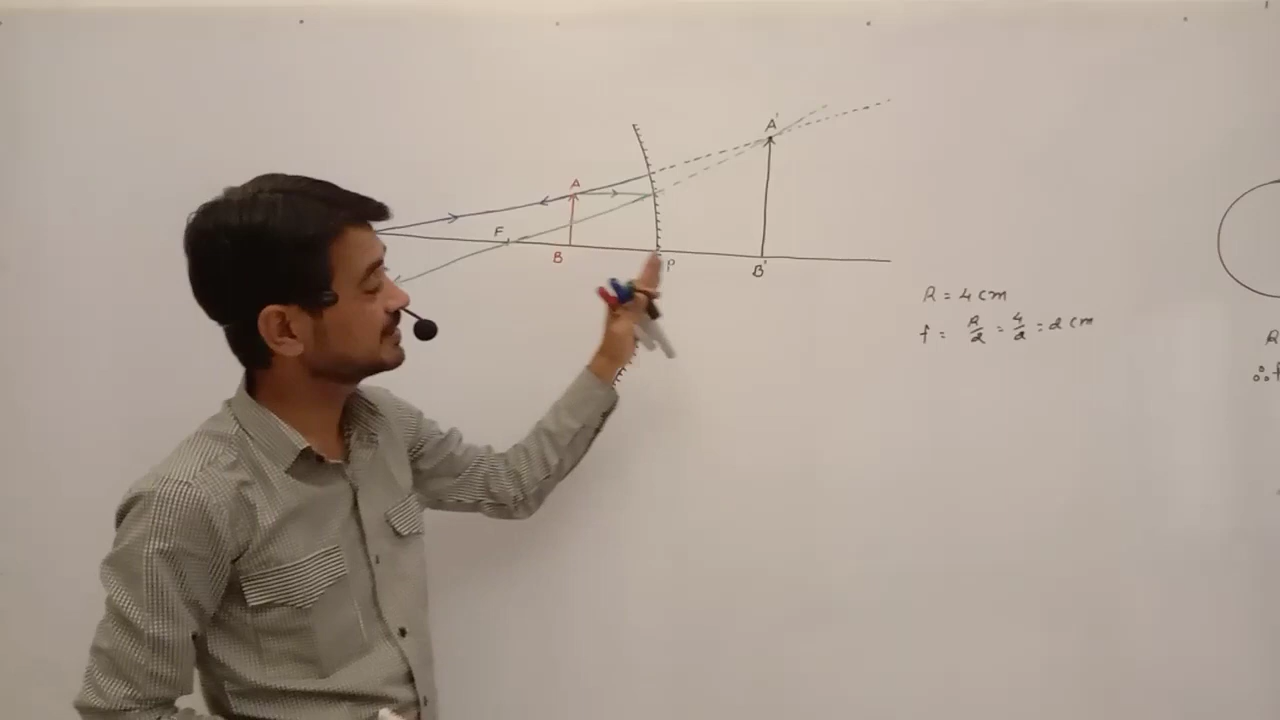 A'
A
F
B
P
B'
R = 4 cm
f = R/2 = 4/2 = 2 cm
R
∴ f